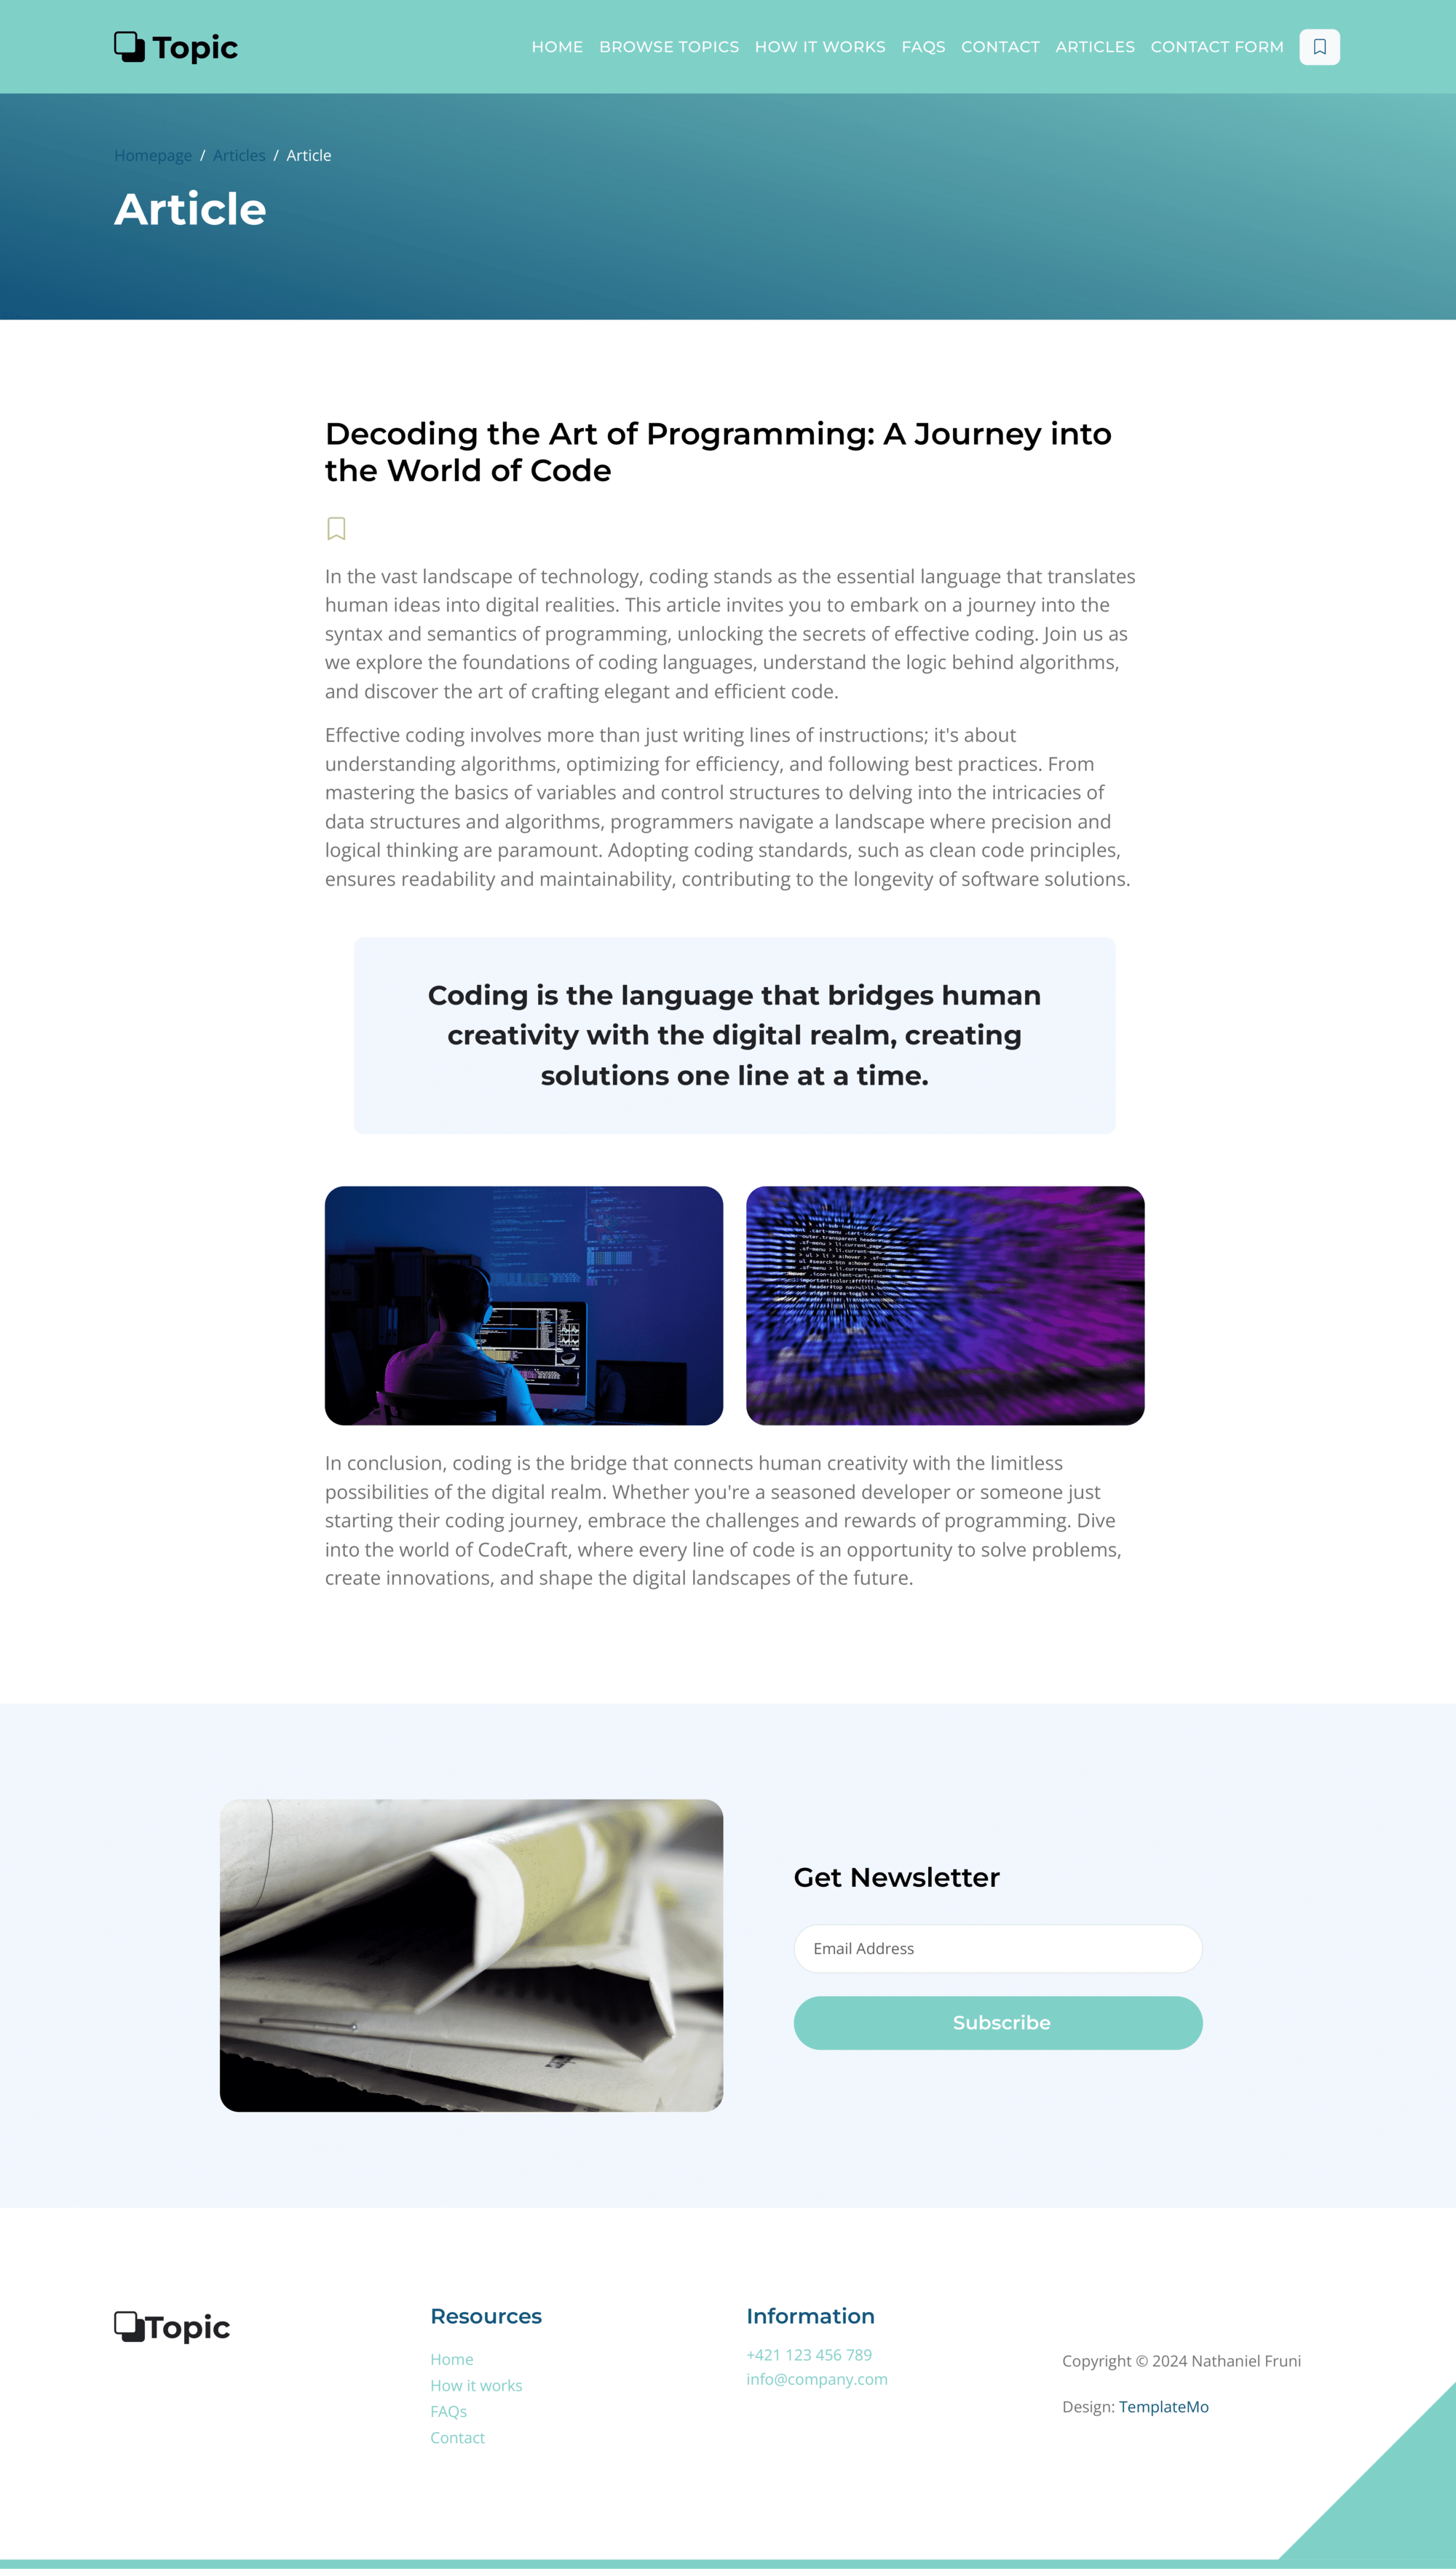 Topic
HOME BROWSE TOPICS HOW IT WORKS FAQS CONTACT ARTICLES CONTACT FORM
Homepage / Articles / Article
Article
Decoding the Art of Programming: A Journey into
the World of Code
In the vast landscape of technology, coding stands as the essential language that translates
human ideas into digital realities. This article invites you to embark on a journey into the
syntax and semantics of programming, unlocking the secrets of effective coding. Join us as
we explore the foundations of coding languages, understand the logic behind algorithms,
and discover the art of crafting elegant and efficient code.
Effective coding involves more than just writing lines of instructions; it's about
understanding algorithms, optimizing for efficiency, and following best practices. From
mastering the basics of variables and control structures to delving into the intricacies of
data structures and algorithms, programmers navigate a landscape where precision and
logical thinking are paramount. Adopting coding standards, such as clean code principles,
ensures readability and maintainability, contributing to the longevity of software solutions.
Coding is the language that bridges human
creativity with the digital realm, creating
solutions one line at a time.
In conclusion, coding is the bridge that connects human creativity with the limitless
possibilities of the digital realm. Whether you're a seasoned developer or someone just
starting their coding journey, embrace the challenges and rewards of programming. Dive
into the world of CodeCraft, where every line of code is an opportunity to solve problems,
create innovations, and shape the digital landscapes of the future.
Get Newsletter
Email Address
Subscribe
Topic
Resources
Home
How it works
FAQs
Contact
Information
+421 123 456 789
info@company.com
Copyright © 2024 Nathaniel Fruni
Design: TemplateMo